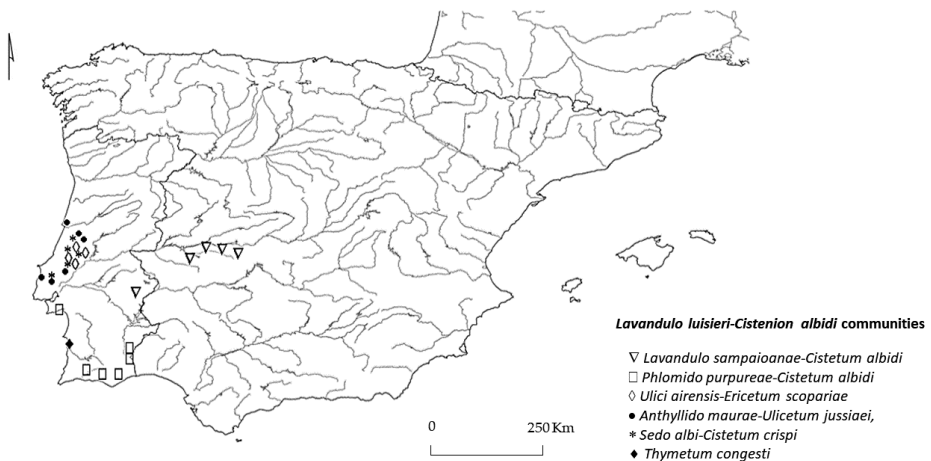 Lavandulo luisieri-Cistenion albidi communities
Lavandulo sampaioanae-Cistetum albidi
Phlomido purpureae-Cistetum albidi
Ulici airensis-Ericetum scopariae
Anthyllido maurae-Ulicetum jussiaei,
Sedo albi-Cistetum crispi
Thymetum congesti
0 250 Km